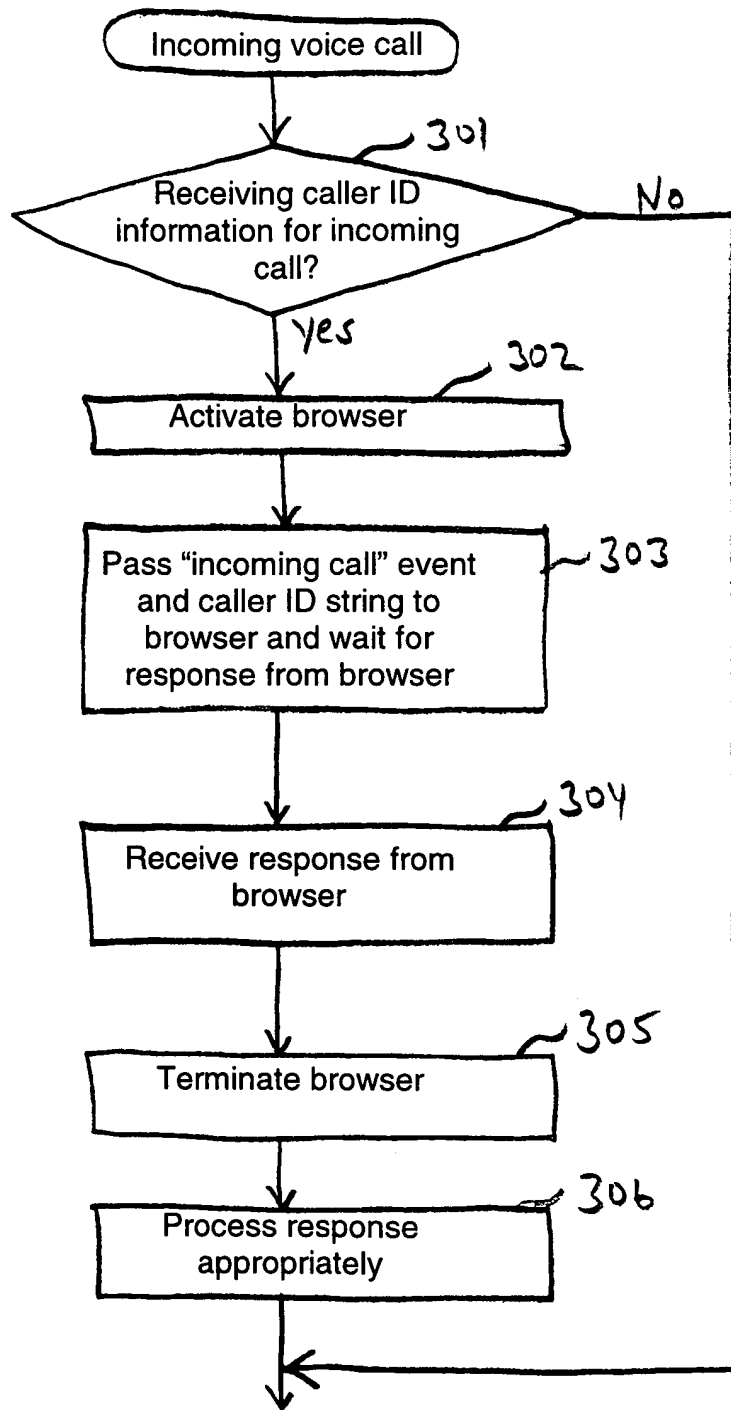 Incoming voice call
301
Receiving caller ID
information for incoming
call?
No
yes
302
Activate browser
Pass “incoming call” event
and caller ID string to
browser and wait for
response from browser
303
304
Receive response from
browser
305
Terminate browser
306
Process response
appropriately